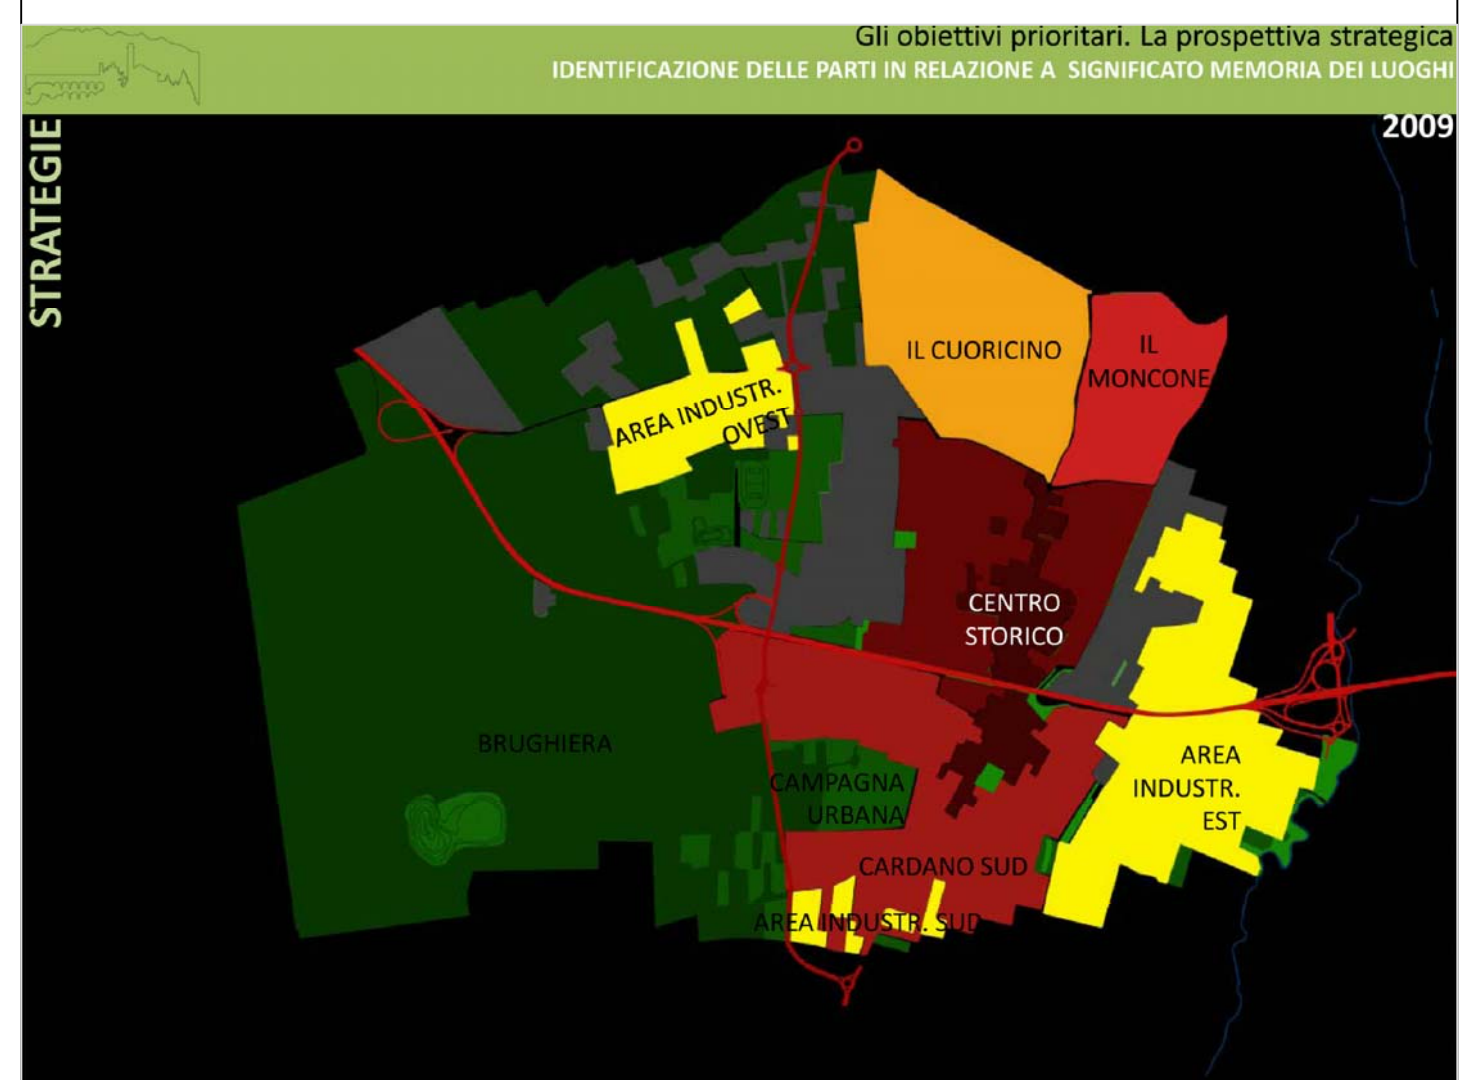 Gli obiettivi prioritari. La prospettiva strategica
IDENTIFICAZIONE DELLE PARTI IN RELAZIONE A SIGNIFICATO MEMORIA DEI LUOGHI
STRATEGIE
2009
IL CUORICINO
IL
MONCONE
AREA INDUSTR.
OVEST
CENTRO
STORICO
BRUGHIERA
CAMPAGNA
URBANA
AREA
INDUSTR.
EST
CARDANO SUD
AREA INDUSTR. SUD